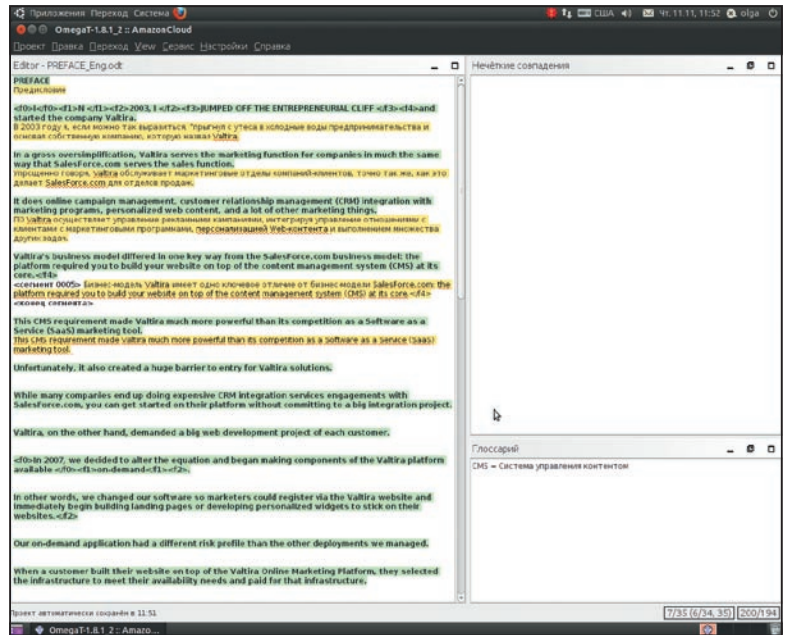 Приложения Переход Система
США
Чт. 11.11, 11:52
olga
OmegaT-1.8.1_2 :: AmazonCloud
Проект Правка Переход View Сервис Настройки Справка
Editor - PREFACE_Eng.odt
PREFACE
Предисловие
<f0>I</f0><f1>N </f1><f2>2003, I </f2><f3>JUMPED OFF THE ENTREPRENEURIAL CLIFF </f3><f4>and
started the company Valtira.
В 2003 году я, если можно так выразиться, "прыгнул с утеса в холодные воды предпринимательства и
основал собственную компанию, которую назвал Valtira.
In a gross oversimplification, Valtira serves the marketing function for companies in much the same
way that SalesForce.com serves the sales function.
Упрощенно говоря, Valtira обслуживает маркетинговые отделы компаний-клиентов, точно так же, как это
делает SalesForce.com для отделов продаж.
It does online campaign management, customer relationship management (CRM) integration with
marketing programs, personalized web content, and a lot of other marketing things.
ПО Valtira осуществляет управление рекламными кампаниями, интегрируя управление отношениями с
клиентами с маркетинговыми программами, персонализацией Web-контента и выполнением множества
других задач.
Valtira's business model differed in one key way from the SalesForce.com business model: the
platform required you to build your website on top of the content management system (CMS) at its
core.</f4>
<сегмент 0005> Бизнес-модель Valtira имеет одно ключевое отличие от бизнес модели SalesForce.com: the
platform required you to build your website on top of the content management system (CMS) at its core.</f4>
<конец сегмента>
This CMS requirement made Valtira much more powerful than its competition as a Software as a
Service (SaaS) marketing tool.
This CMS requirement made Valtira much more powerful than its competition as a Software as a Service (SaaS)
marketing tool.
Unfortunately, it also created a huge barrier to entry for Valtira solutions.
While many companies end up doing expensive CRM integration services engagements with
SalesForce.com, you can get started on their platform without committing to a big integration project.
Valtira, on the other hand, demanded a big web development project of each customer.
<f0>In 2007, we decided to alter the equation and began making components of the Valtira platform
available </f0><f1>on-demand<f1><f2>.
In other words, we changed our software so marketers could register via the Valtira website and
immediately begin building landing pages or developing personalized widgets to stick on their
websites.<f2>
Our on-demand application had a different risk profile than the other deployments we managed.
When a customer built their website on top of the Valtira Online Marketing Platform, they selected
the infrastructure to meet their availability needs and paid for that infrastructure.
Нечёткие совпадения
Глоссарий
CMS = Система управления контентом
Проект автоматически сохранён в 11:51
7/35 (6/34, 35)
200/194
OmegaT-1.8.1_2 :: Amazo...